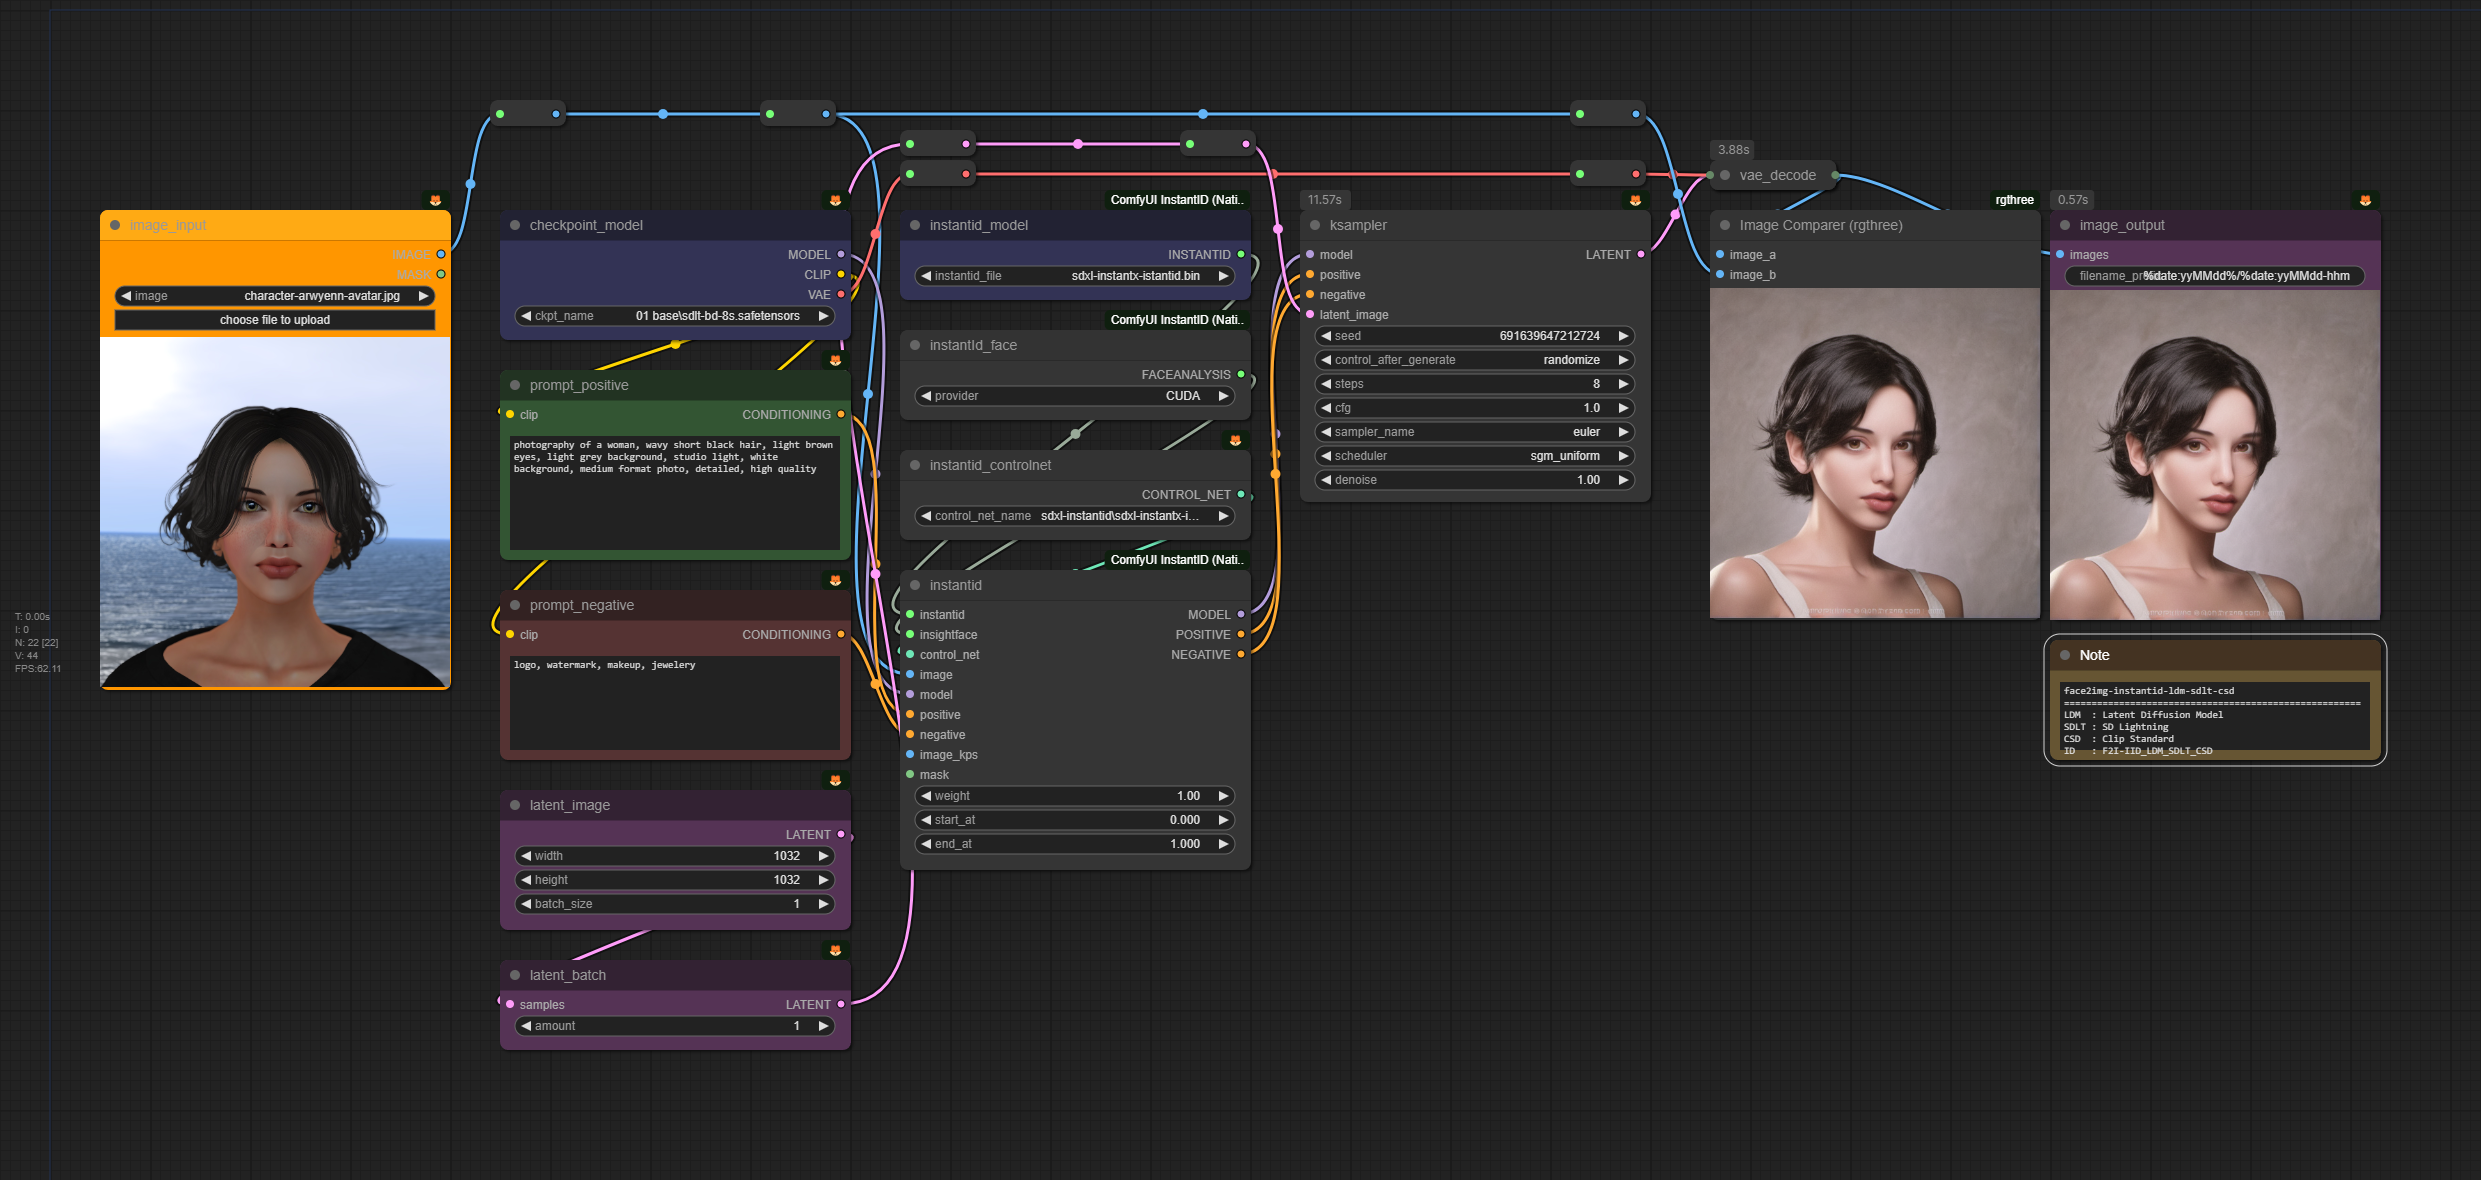 T: 0.00s
I: 0
N: 22 [22]
V: 44
FPS:62.11
image_input
IMAGE
MASK
image character-arwyenn-avatar.jpg
choose file to upload
checkpoint_model
MODEL
CLIP
VAE
ckpt_name 01 base\sdlt-bd-8s.safetensors
prompt_positive
clip CONDITIONING
photography of a woman, wavy short black hair, light brown
eyes, light grey background, studio light, white
background, medium format photo, detailed, high quality
prompt_negative
clip CONDITIONING
logo, watermark, makeup, jewelery
latent_image
LATENT
width 1032
height 1032
batch_size 1
latent_batch
samples LATENT
amount 1
ComfyUI InstantID (Nati..
instantid_model
INSTANTID
instantid_file sdxl-instantx-istantid.bin
ComfyUI InstantID (Nati..
instantId_face
FACEANALYSIS
provider CUDA
instantid_controlnet
CONTROL_NET
control_net_name sdxl-instantid\sdxl-instantx-i...
ComfyUI InstantID (Nati..
instantid
instantid MODEL
insightface POSITIVE
control_net NEGATIVE
image
model
positive
negative
image_kps
mask
weight 1.00
start_at 0.000
end_at 1.000
11.57s
ksampler
model LATENT
positive
negative
latent_image
seed 691639647212724
control_after_generate randomize
steps 8
cfg 1.0
sampler_name euler
scheduler sgm_uniform
denoise 1.00
3.88s
vae_decode
rgthree
Image Comparer (rgthree)
image_a
image_b
0.57s
image_output
images
%date:yyMMdd%/%date:yyMMdd-hhm
Note
face2img-instantid-ldm-sdlt-csd
======================================================
LDM : Latent Diffusion Model
SDLT : SD Lightning
CSD : Clip Standard
ID : F2I-IID_LDM_SDLT_CSD